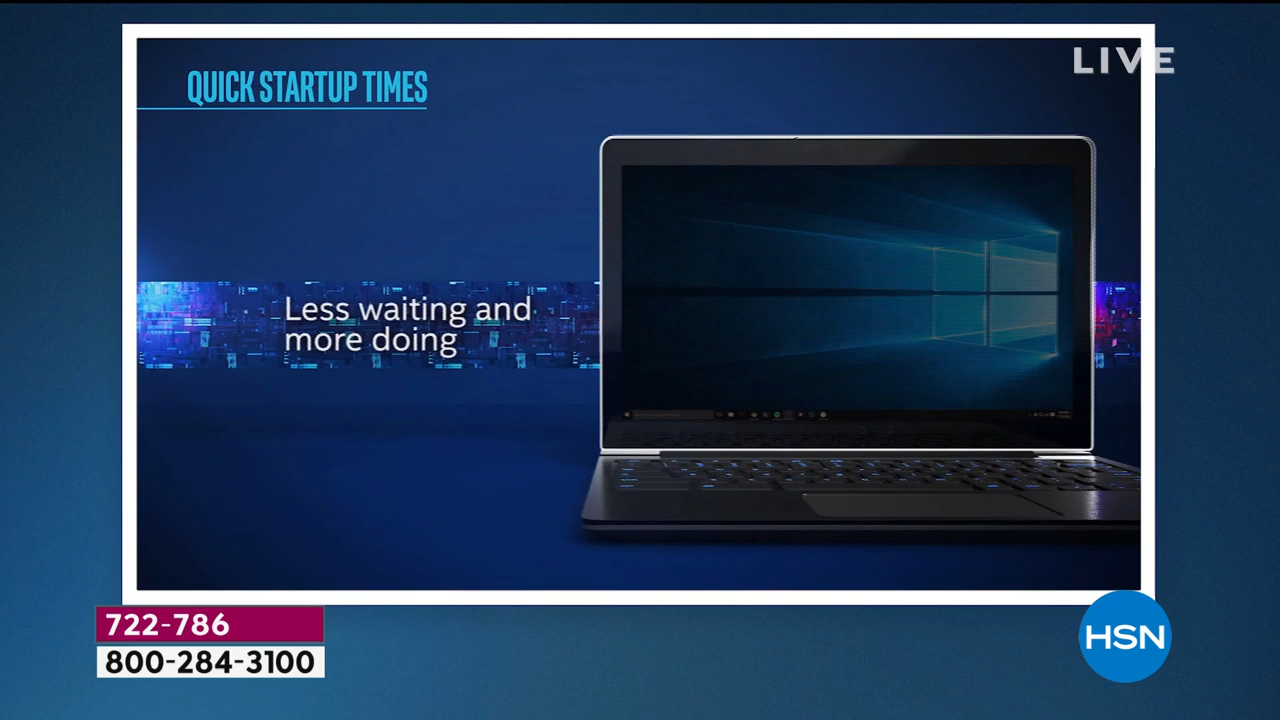 LIVE
QUICK STARTUP TIMES
Less waiting and
more doing
722-786
800-284-3100
HSN